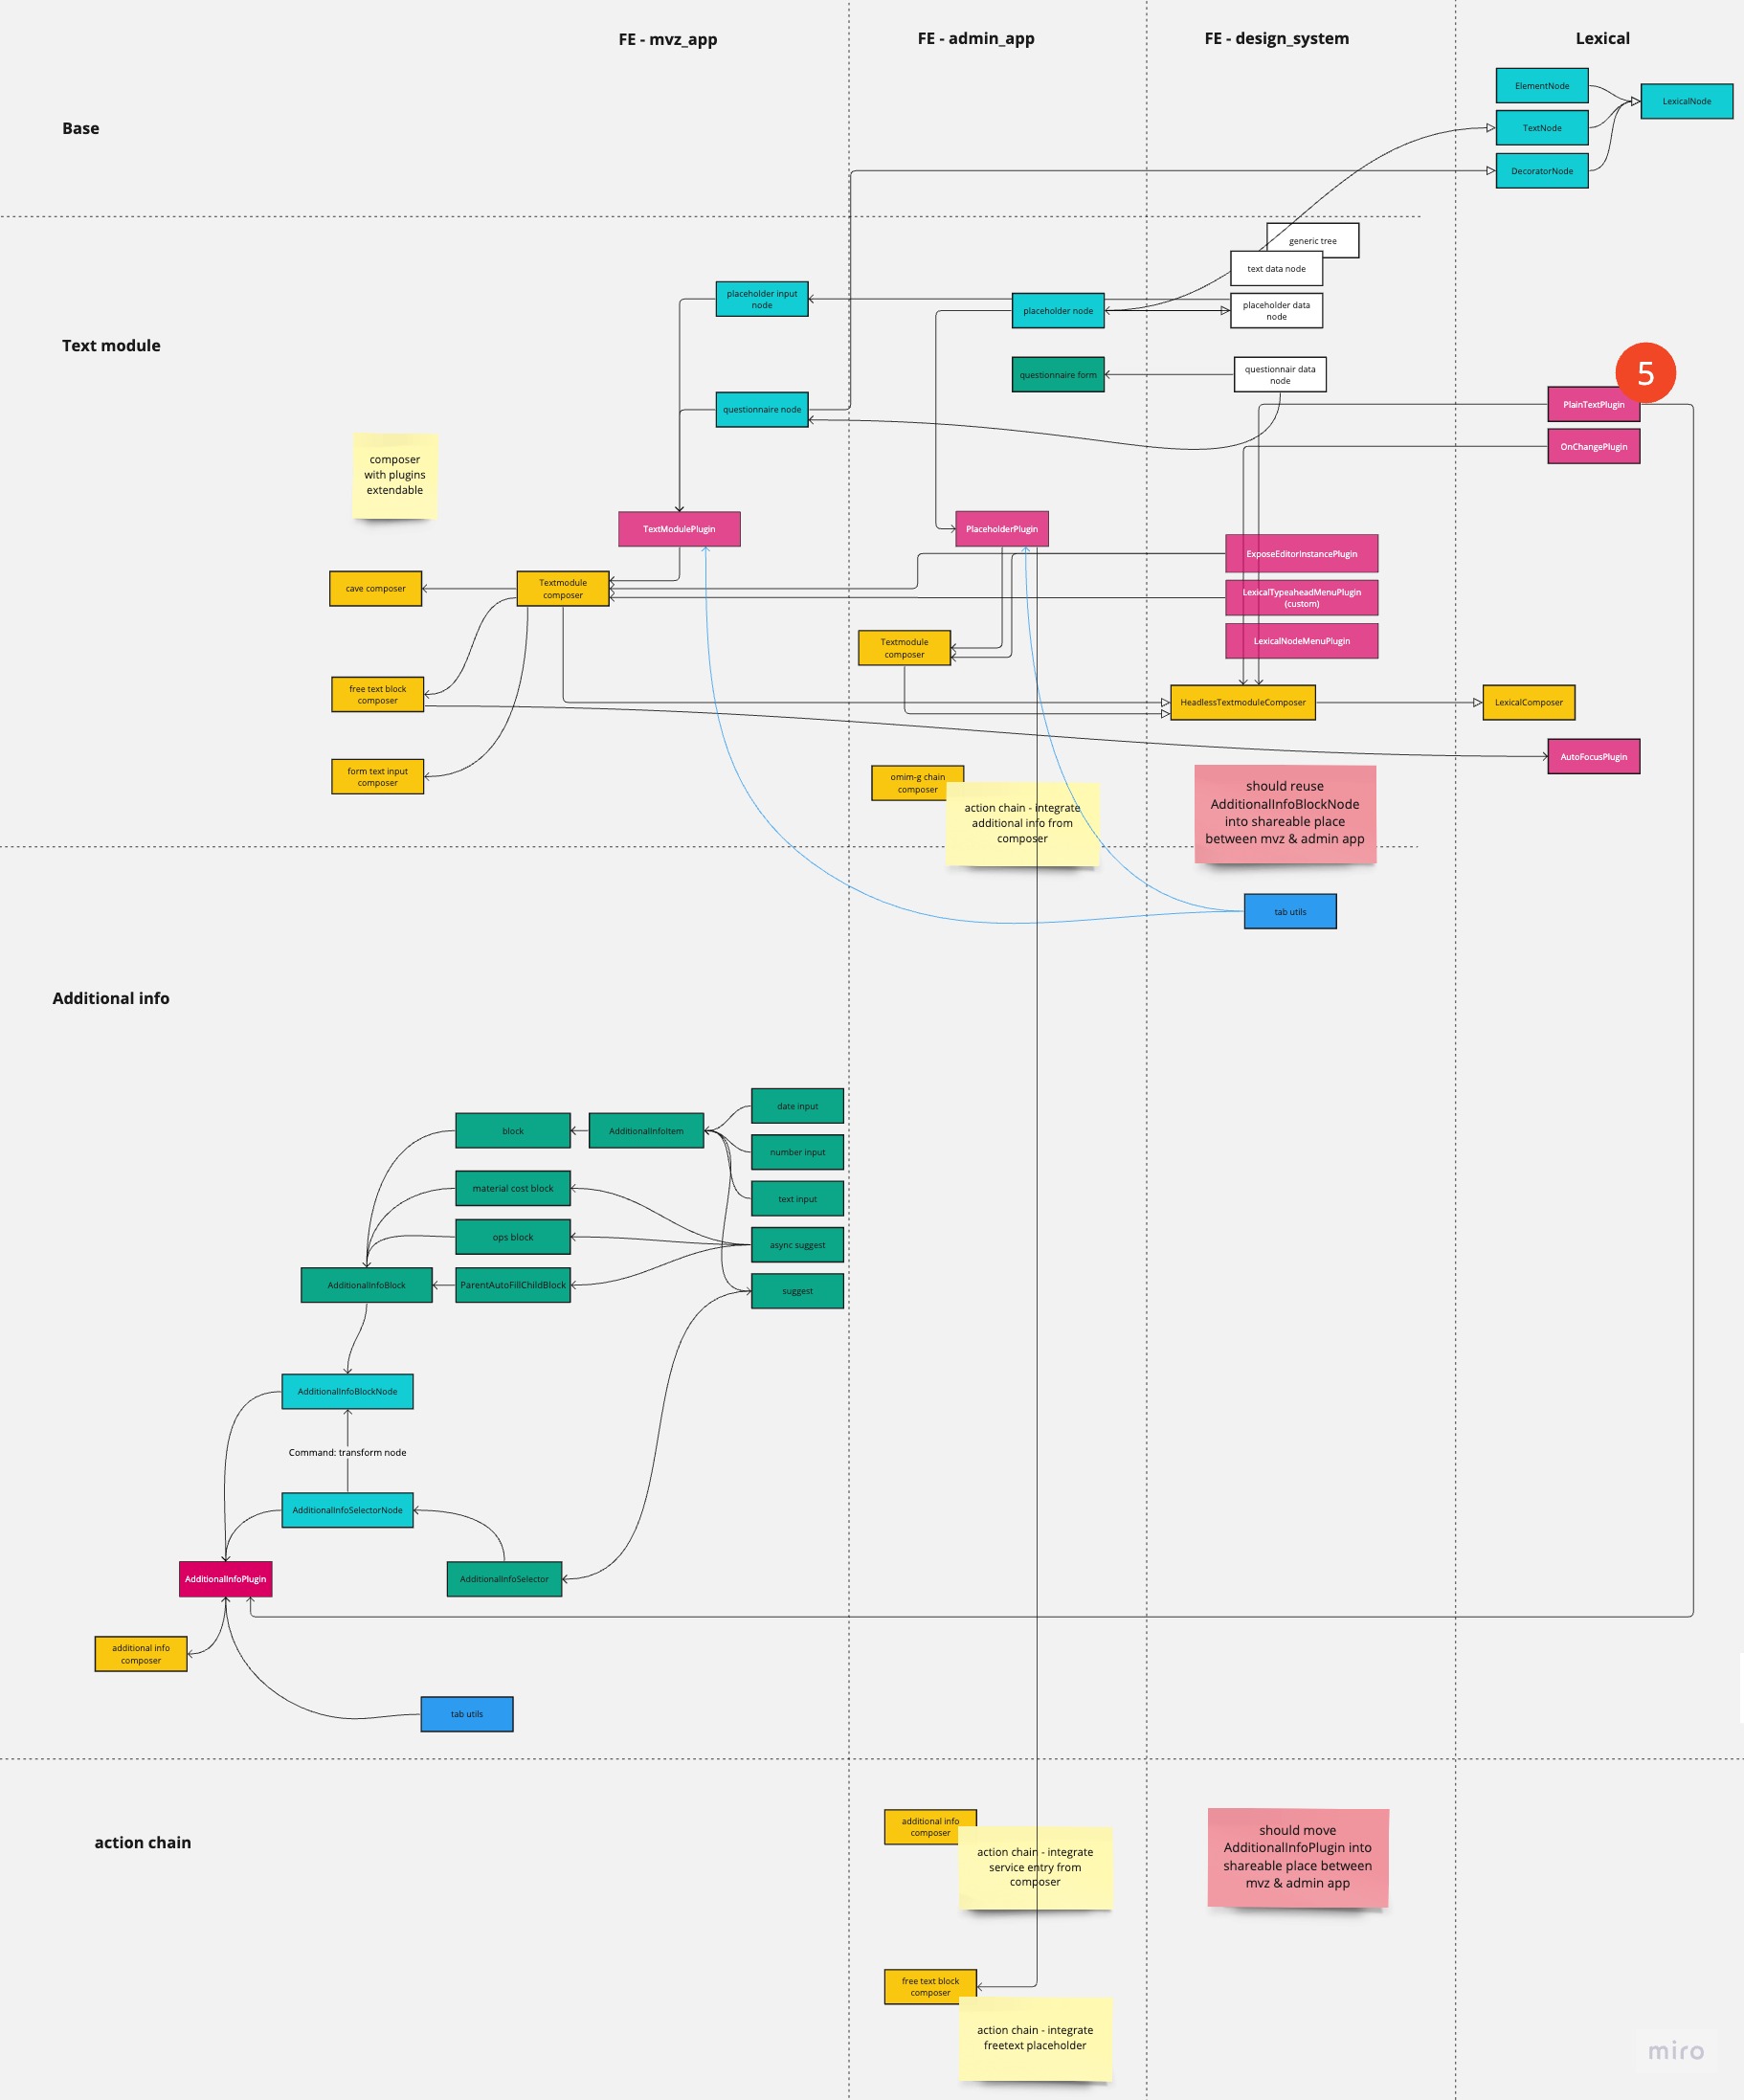 FE - mvz_app
FE - admin_app
FE - design_system
Lexical
Base
ElementNode
LexicalNode
TextNode
DecoratorNode
generic tree
text data node
Text module
placeholder input
node
placeholder node
placeholder data
node
questionnaire form
questionnair data
node
5
PlainTextPlugin
questionnaire node
OnChangePlugin
composer
with plugins
extendable
TextModulePlugin
PlaceholderPlugin
ExposeEditorInstancePlugin
cave composer
Textmodule
composer
LexicalTypeaheadMenuPlugin
(custom)
Textmodule
composer
LexicalNodeMenuPlugin
free text block
composer
HeadlessTextmoduleComposer
LexicalComposer
AutoFocusPlugin
form text input
composer
omim-g chain
composer
action chain - integrate
additional info from
composer
should reuse
AdditionalInfoBlockNode
into shareable place
between mvz & admin app
tab utils
Additional info
date input
block
AdditionalInfoItem
number input
material cost block
text input
ops block
async suggest
AdditionalInfoBlock
ParentAutoFillChildBlock
suggest
AdditionalInfoBlockNode
Command: transform node
AdditionalInfoSelectorNode
AdditionalInfoPlugin
AdditionalInfoSelector
additional info
composer
tab utils
action chain
additional info
composer
action chain - integrate
service entry from
composer
should move
AdditionalInfoPlugin into
shareable place between
mvz & admin app
free text block
composer
action chain - integrate
freetext placeholder
miro